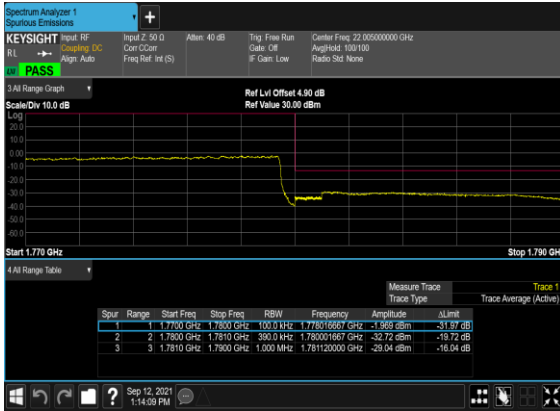 Spectrum Analyzer 1
Spurious Emissions
+
KEYSIGHT Input: RF Input Z: 50 Ω Atten: 40 dB Trig: Free Run Center Freq: 22.005000000 GHz
RL Coupling: DC Corr CCorr Gate: Off Avg|Hold: 100/100
Align: Auto Freq Ref: Int (S) IF Gain: Low Radio Std: None
PASS
3 All Range Graph
Ref Lvl Offset 4.90 dB
Scale/Div 10.0 dB Ref Value 30.00 dBm
Log
20.0
10.0
0.00
-10.0
-20.0
-30.0
-40.0
-50.0
-60.0
Start 1.770 GHz Stop 1.790 GH
4 All Range Table
Measure Trace Trace 1
Trace Type Trace Average (Active)
Spur Range Start Freq Stop Freq RBW Frequency Amplitude ΔLimit
1 1 1.7700 GHz 1.7800 GHz 100.0 kHz 1.778016667 GHz -1.969 dBm -31.97 dB
2 2 1.7800 GHz 1.7810 GHz 390.0 kHz 1.780001667 GHz -32.72 dBm -19.72 dB
3 3 1.7810 GHz 1.7900 GHz 1.000 MHz 1.781120000 GHz -29.04 dBm -16.04 dB
? Sep 12, 2021
1:14:09 PM